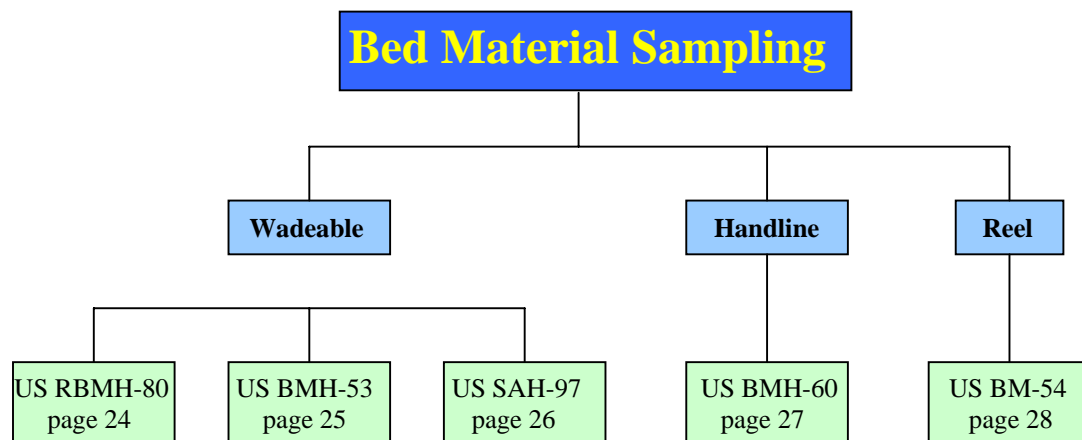 Bed Material Sampling
Wadeable
Handline
Reel
US RBMH-80
page 24
US BMH-53
page 25
US SAH-97
page 26
US BMH-60
page 27
US BM-54
page 28